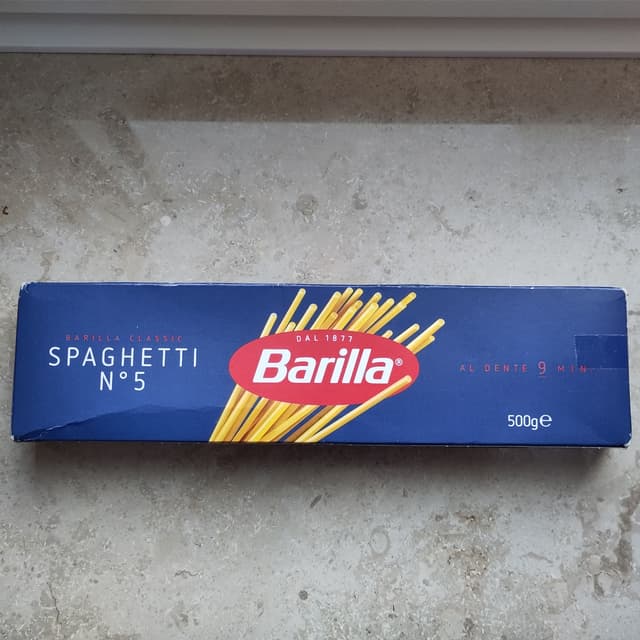 BARILLA CLASSIC
SPAGHETTI
N°5
DAL 1877
Barilla®
AL DENTE 9 MIN
500g℮